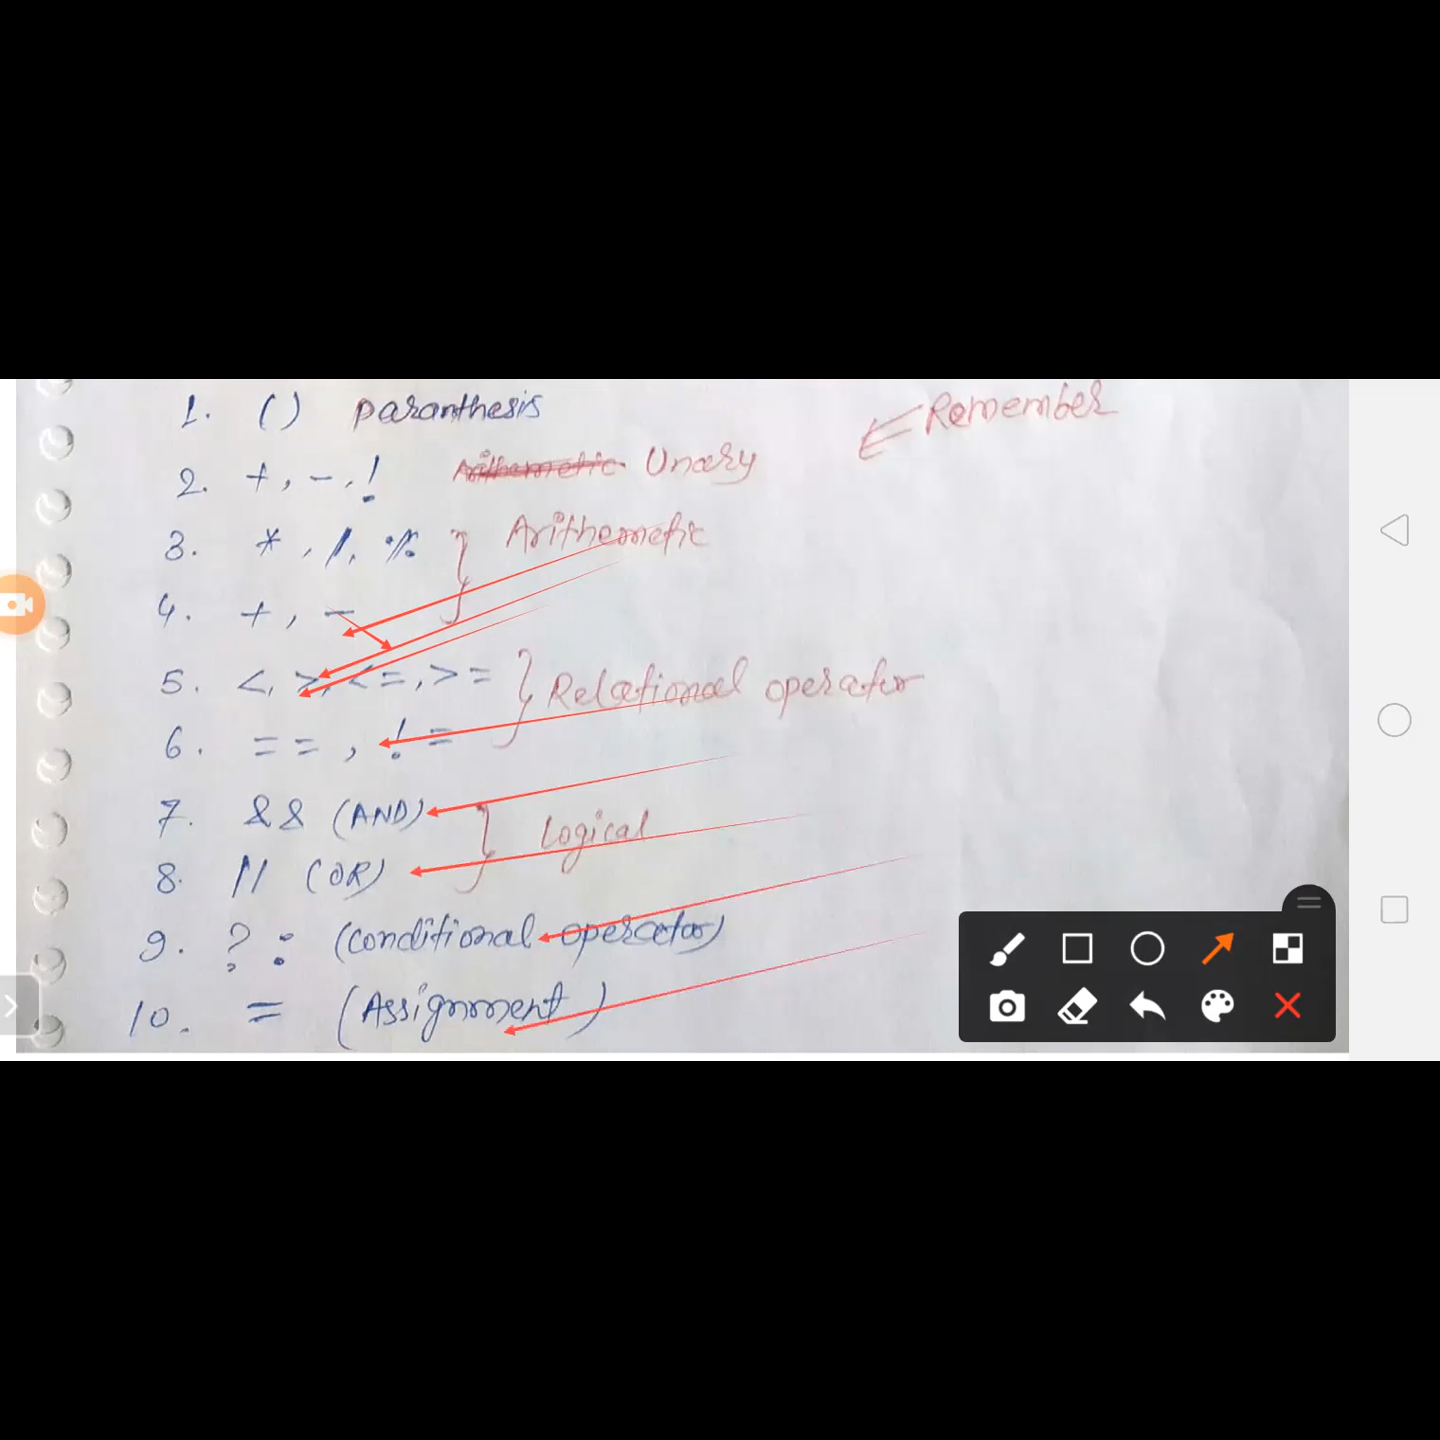 1. () paranthesis
Remember
2. +, -, ! Arithemetic Unary
3. *, /, % } Arithemetic
4. +, -
5. <, >, <=, >= } Relational operator
6. ==, !=
7. && (AND) } Logical
8. || (OR)
9. ? : (conditional operator)
10. = (Assignment)